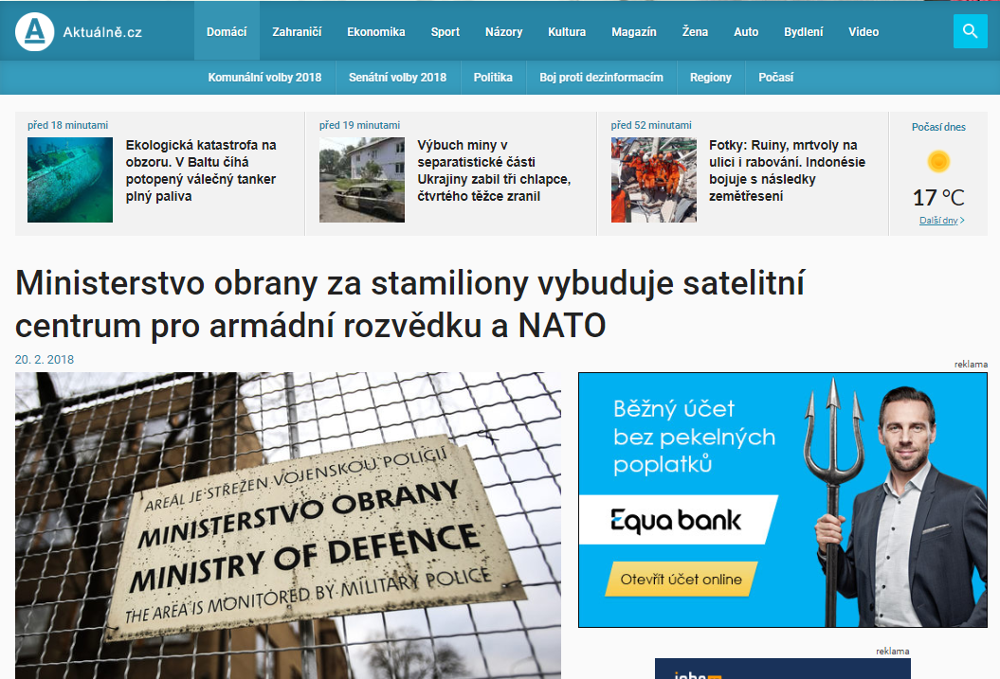 Aktuálně.cz
Domácí
Zahraničí
Ekonomika
Sport
Názory
Kultura
Magazín
Žena
Auto
Bydlení
Video
Komunální volby 2018
Senátní volby 2018
Politika
Boj proti dezinformacím
Regiony
Počasí
před 18 minutami
Ekologická katastrofa na
obzoru. V Baltu číhá
potopený válečný tanker
plný paliva
před 19 minutami
Výbuch miny v
separatistické části
Ukrajiny zabil tři chlapce,
čtvrtého těžce zranil
před 52 minutami
Fotky: Ruiny, mrtvoly na
ulici i rabování. Indonésie
bojuje s následky
zemětřesení
Počasí dnes
17 °C
Další dny >
Ministerstvo obrany za stamiliony vybuduje satelitní
centrum pro armádní rozvědku a NATO
20. 2. 2018
AREÁL JE STŘEŽEN VOJENSKOU POLICIÍ
MINISTERSTVO OBRANY
MINISTRY OF DEFENCE
THE AREA IS MONITORED BY MILITARY POLICE
reklama
Běžný účet
bez pekelných
poplatků
Equa bank
Otevřít účet online
reklama